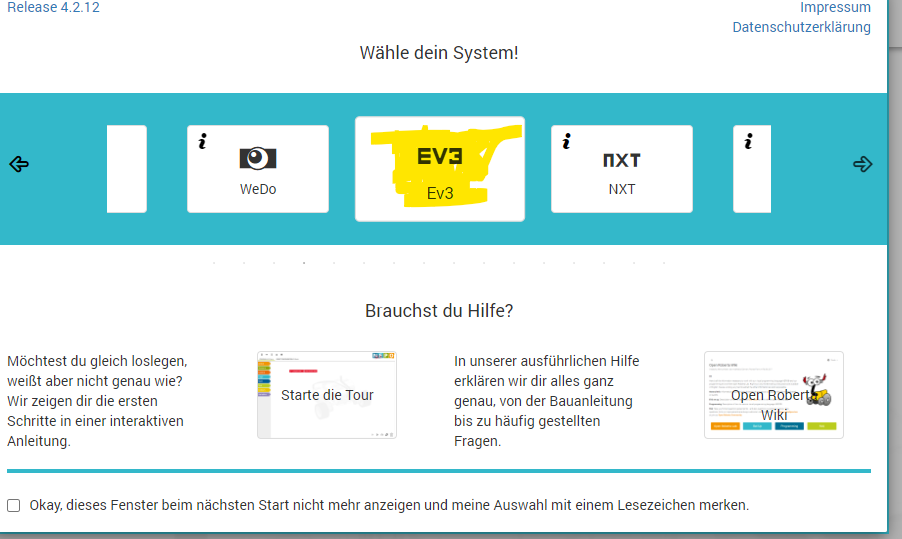 Release 4.2.12
Impressum
Datenschutzerklärung
Wähle dein System!
WeDo
EV3
Ev3
NXT
NXT
Brauchst du Hilfe?
Möchtest du gleich loslegen,
weißt aber nicht genau wie?
Wir zeigen dir die ersten
Schritte in einer interaktiven
Anleitung.
Starte die Tour
In unserer ausführlichen Hilfe
erklären wir dir alles ganz
genau, von der Bauanleitung
bis zu häufig gestellten
Fragen.
Open Roberta
Wiki
Okay, dieses Fenster beim nächsten Start nicht mehr anzeigen und meine Auswahl mit einem Lesezeichen merken.